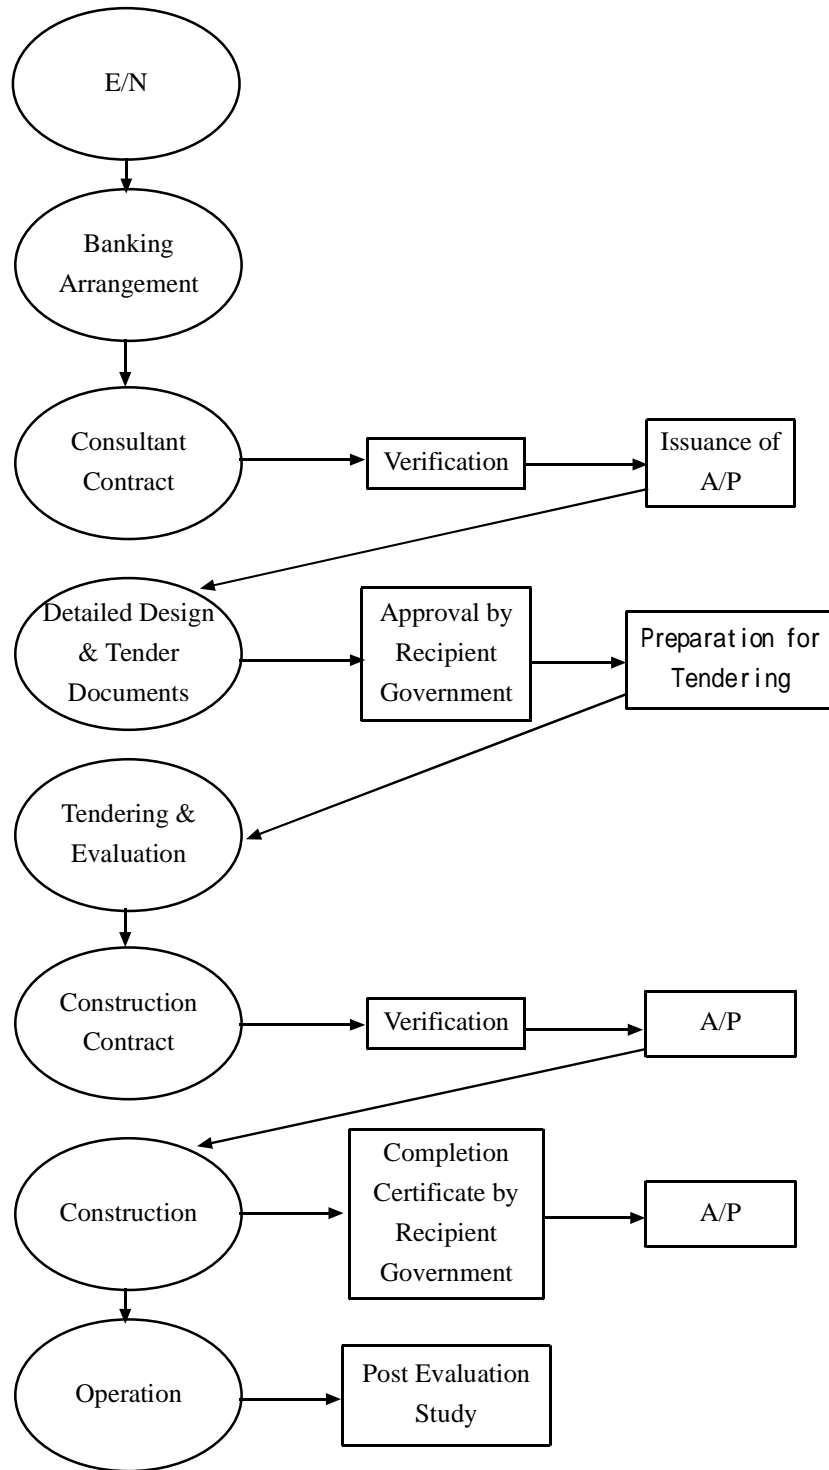 E/N
Banking
Arrangement
Consultant
Contract
Verification
Issuance of
A/P
Detailed Design
& Tender
Documents
Approval by
Recipient
Government
Preparation for
Tendering
Tendering &
Evaluation
Construction
Contract
Verification
A/P
Construction
Completion
Certificate by
Recipient
Government
A/P
Operation
Post Evaluation
Study